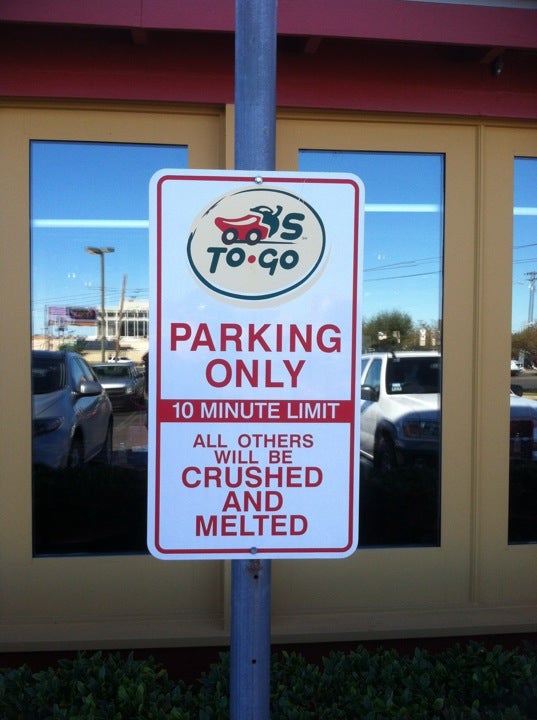 'S
TO•GO
PARKING
ONLY
10 MINUTE LIMIT
ALL OTHERS
WILL BE
CRUSHED
AND
MELTED